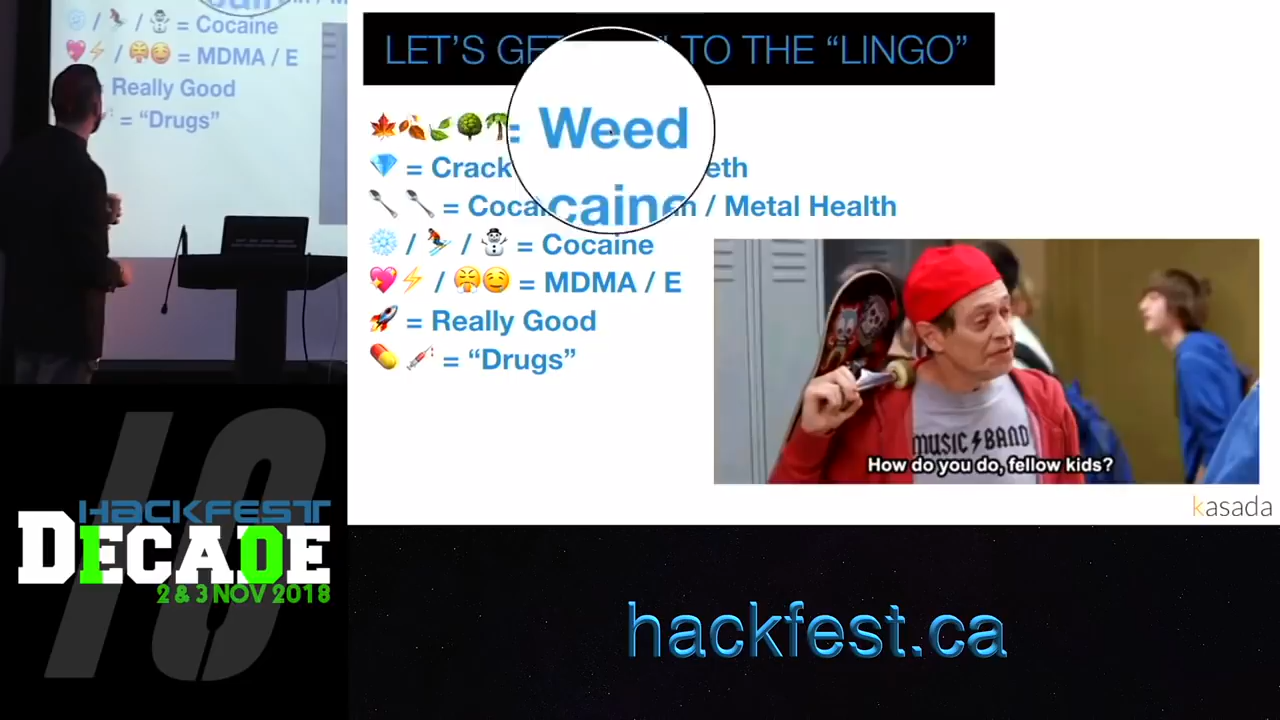 = Cocaine
= MDMA / E
Really Good
= “Drugs”
LET’S GE TO THE “LINGO”
= Weed
= Crack eth
caine
= Coca n / Metal Health
= Cocaine
= MDMA / E
= Really Good
= “Drugs”
MUSIC BAND
How do you do, fellow kids?
kasada
10
HACKFEST
DECADE
2 & 3 NOV 2018
hackfest.ca